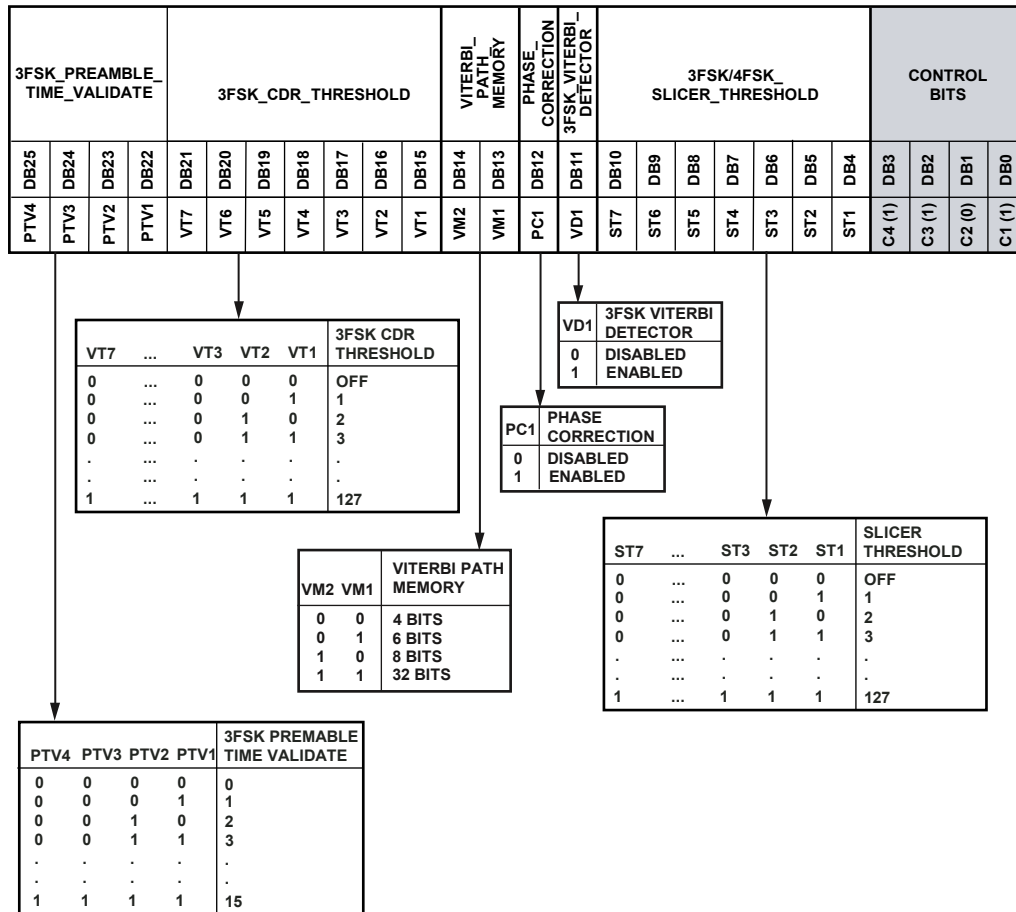 3FSK_PREAMBLE_
TIME_VALIDATE
3FSK_CDR_THRESHOLD
VITERBI_
PATH_
MEMORY
PHASE_
CORRECTION
3FSK_VITERBI_
DETECTOR
3FSK/4FSK_
SLICER_THRESHOLD
CONTROL
BITS
DB25 DB24 DB23 DB22 DB21 DB20 DB19 DB18 DB17 DB16 DB15 DB14 DB13 DB12 DB11 DB10 DB9 DB8 DB7 DB6 DB5 DB4 DB3 DB2 DB1 DB0
PTV4 PTV3 PTV2 PTV1 VT7 VT6 VT5 VT4 VT3 VT2 VT1 VM2 VM1 PC1 VD1 ST7 ST6 ST5 ST4 ST3 ST2 ST1 C4 (1) C3 (1) C2 (0) C1 (1)
VD1 3FSK VITERBI
DETECTOR
0 DISABLED
1 ENABLED
VT7 ... VT3 VT2 VT1 3FSK CDR
THRESHOLD
0 ... 0 0 0 OFF
0 ... 0 0 1 1
0 ... 0 1 0 2
0 ... 0 1 1 3
. ... . . . .
. ... . . . .
1 ... 1 1 1 127
PC1 PHASE
CORRECTION
0 DISABLED
1 ENABLED
ST7 ... ST3 ST2 ST1 SLICER
THRESHOLD
0 ... 0 0 0 OFF
0 ... 0 0 1 1
0 ... 0 1 0 2
0 ... 0 1 1 3
. ... . . . .
. ... . . . .
1 ... 1 1 1 127
VM2 VM1 VITERBI PATH
MEMORY
0 0 4 BITS
0 1 6 BITS
1 0 8 BITS
1 1 32 BITS
PTV4 PTV3 PTV2 PTV1 3FSK PREMABLE
TIME VALIDATE
0 0 0 0 0
0 0 0 1 1
0 0 1 0 2
0 0 1 1 3
. . . . .
. . . . .
1 1 1 1 15